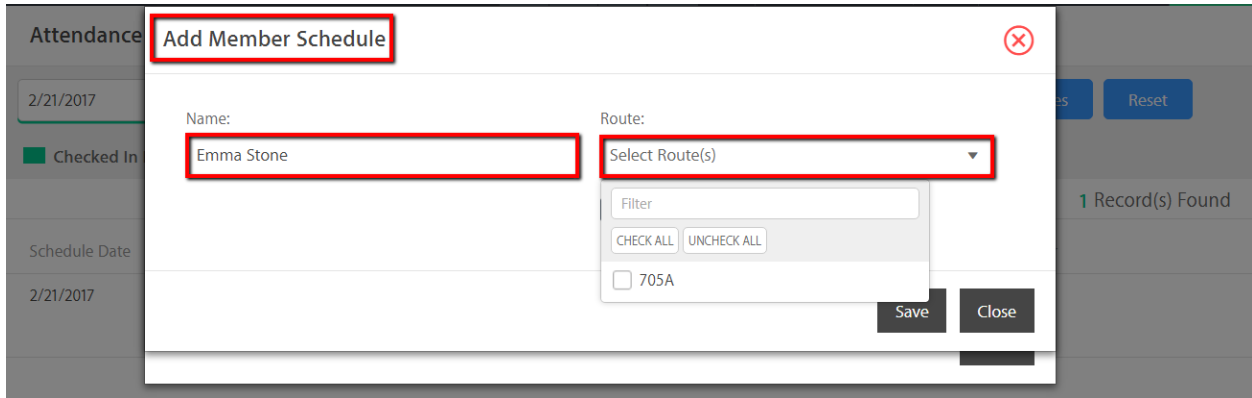 Attendance
Add Member Schedule
2/21/2017
es
Reset
Name:
Route:
Checked In
Emma Stone
Select Route(s)
Filter
1 Record(s) Found
CHECK ALL
UNCHECK ALL
Schedule Date
705A
2/21/2017
Save
Close